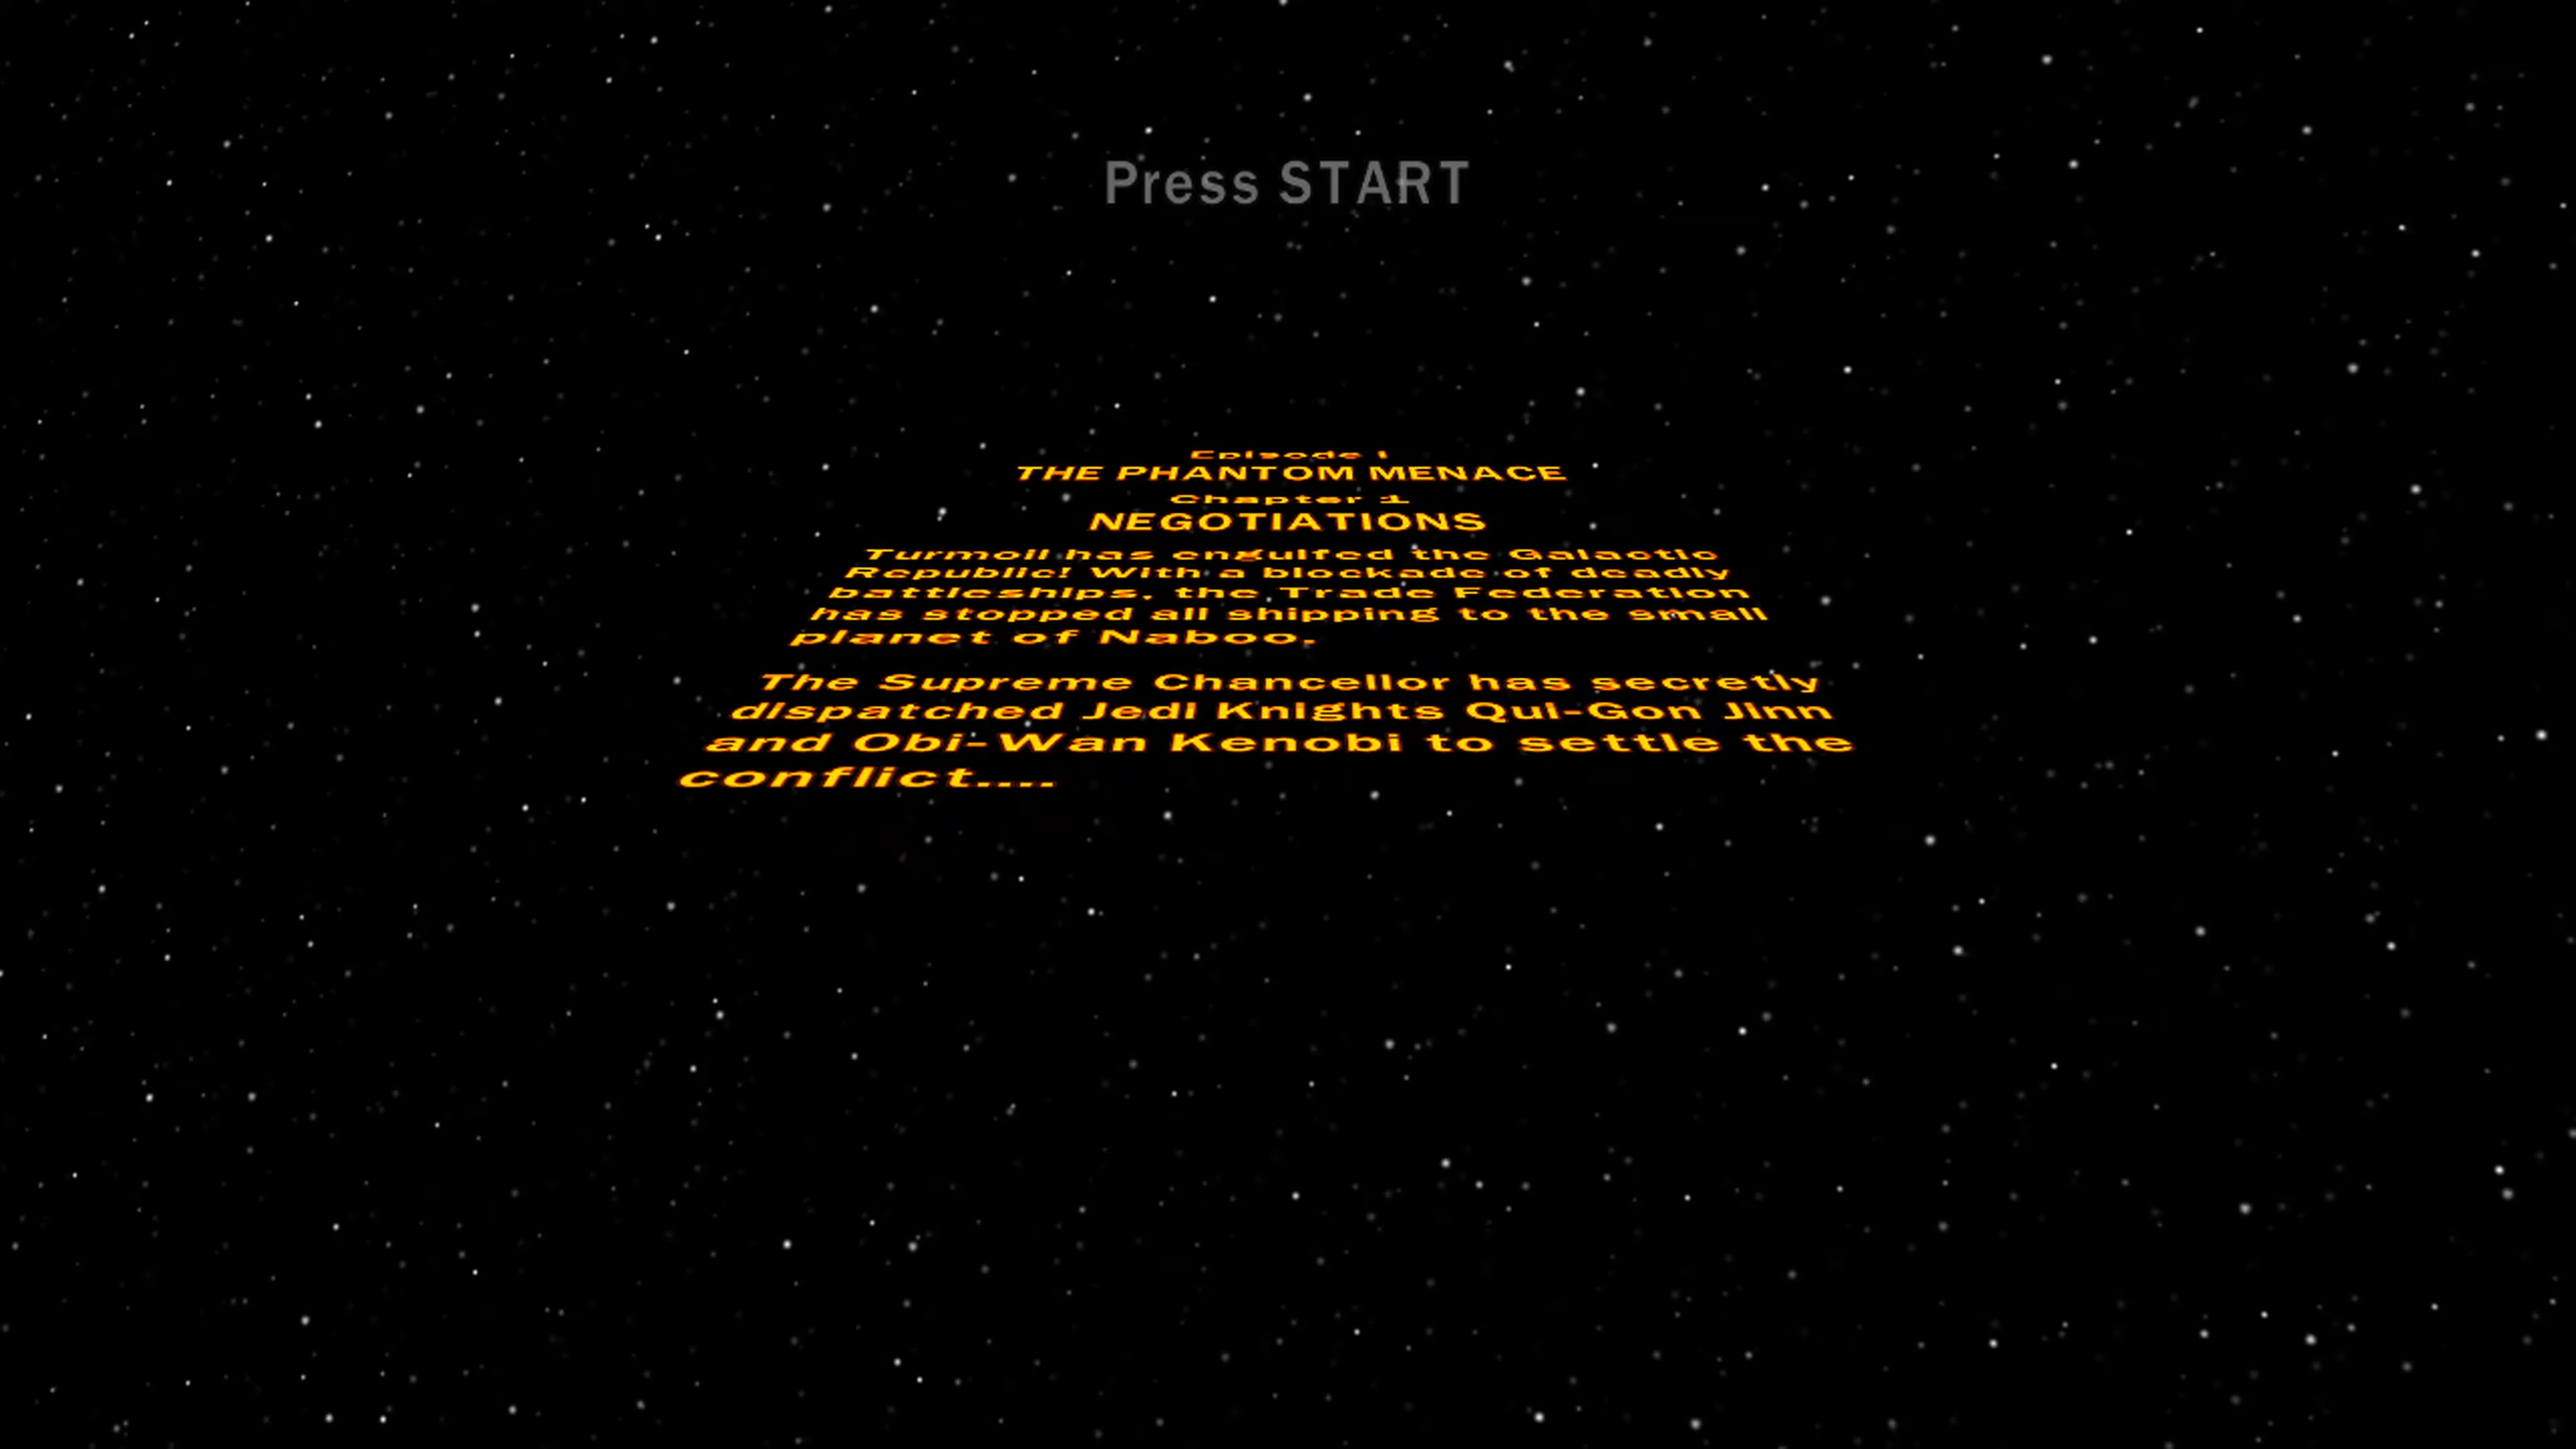 Press START
Episode I
THE PHANTOM MENACE
Chapter 1
NEGOTIATIONS
Turmoil has engulfed the Galactic
Republic! With a blockade of deadly
battleships, the Trade Federation
has stopped all shipping to the small
planet of Naboo.
The Supreme Chancellor has secretly
dispatched Jedi Knights Qui-Gon Jinn
and Obi-Wan Kenobi to settle the
conflict....